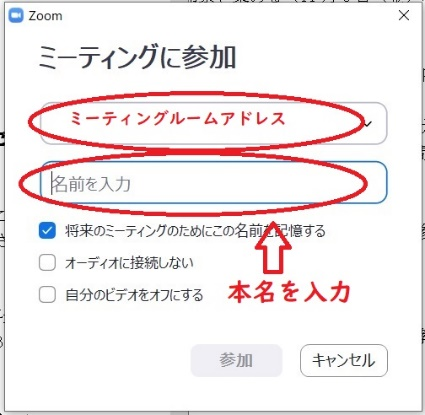 Zoom
ミーティングに参加
ミーティングルームアドレス
名前を入力
将来のミーティングのためにこの名前を記憶する
オーディオに接続しない
自分のビデオをオフにする
本名を入力
参加
キャンセル